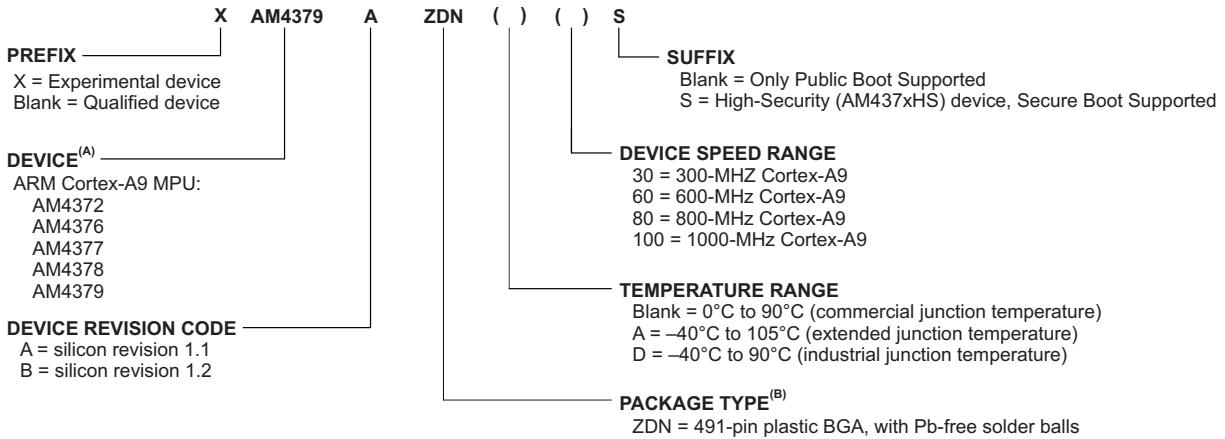 X AM4379 A ZDN ( ) ( ) S
PREFIX
X = Experimental device
Blank = Qualified device
DEVICE(A)
ARM Cortex-A9 MPU:
AM4372
AM4376
AM4377
AM4378
AM4379
DEVICE REVISION CODE
A = silicon revision 1.1
B = silicon revision 1.2
SUFFIX
Blank = Only Public Boot Supported
S = High-Security (AM437xHS) device, Secure Boot Supported
DEVICE SPEED RANGE
30 = 300-MHZ Cortex-A9
60 = 600-MHz Cortex-A9
80 = 800-MHz Cortex-A9
100 = 1000-MHz Cortex-A9
TEMPERATURE RANGE
Blank = 0°C to 90°C (commercial junction temperature)
A = –40°C to 105°C (extended junction temperature)
D = –40°C to 90°C (industrial junction temperature)
PACKAGE TYPE(B)
ZDN = 491-pin plastic BGA, with Pb-free solder balls